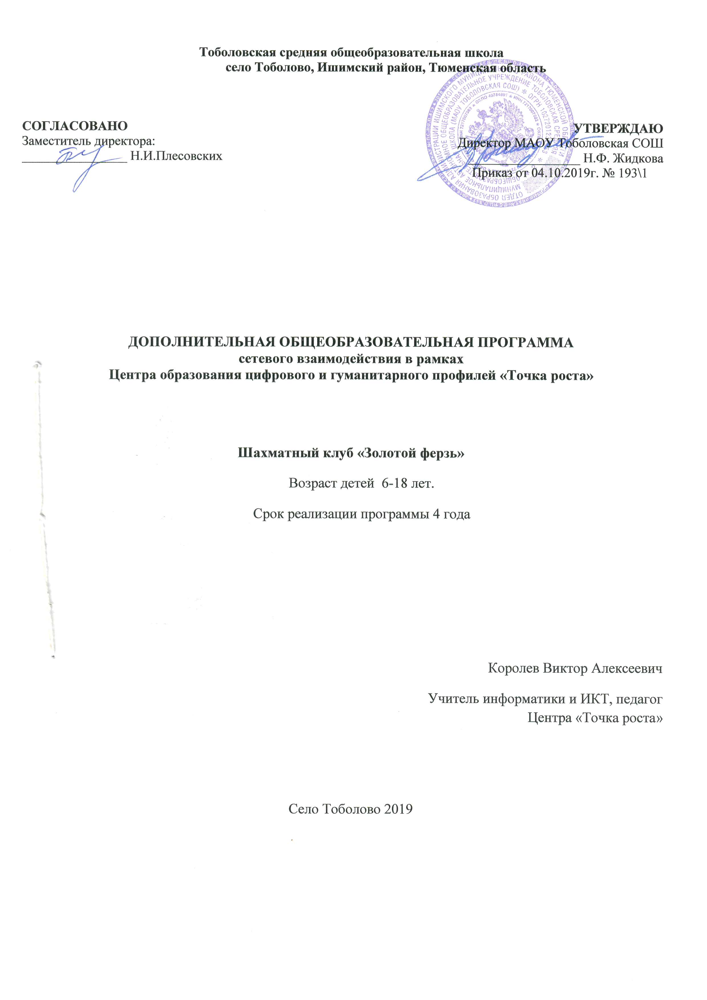 Тоболовская средняя общеобразовательная школа
село Тоболово, Ишимский район, Тюменская область
СОГЛАСОВАНО
Заместитель директора:
Н.И.Плесовских
УТВЕРЖДАЮ
Директор МАОУ Тоболовская СОШ
Н.Ф. Жидкова
Приказ от 04.10.2019г. № 193\1
ДОПОЛНИТЕЛЬНАЯ ОБЩЕОБРАЗОВАТЕЛЬНАЯ ПРОГРАММА
сетевого взаимодействия в рамках
Центра образования цифрового и гуманитарного профилей «Точка роста»
Шахматный клуб «Золотой ферзь»
Возраст детей 6-18 лет.
Срок реализации программы 4 года
Королев Виктор Алексеевич
Учитель информатики и ИКТ, педагог
Центра «Точка роста»
Село Тоболово 2019